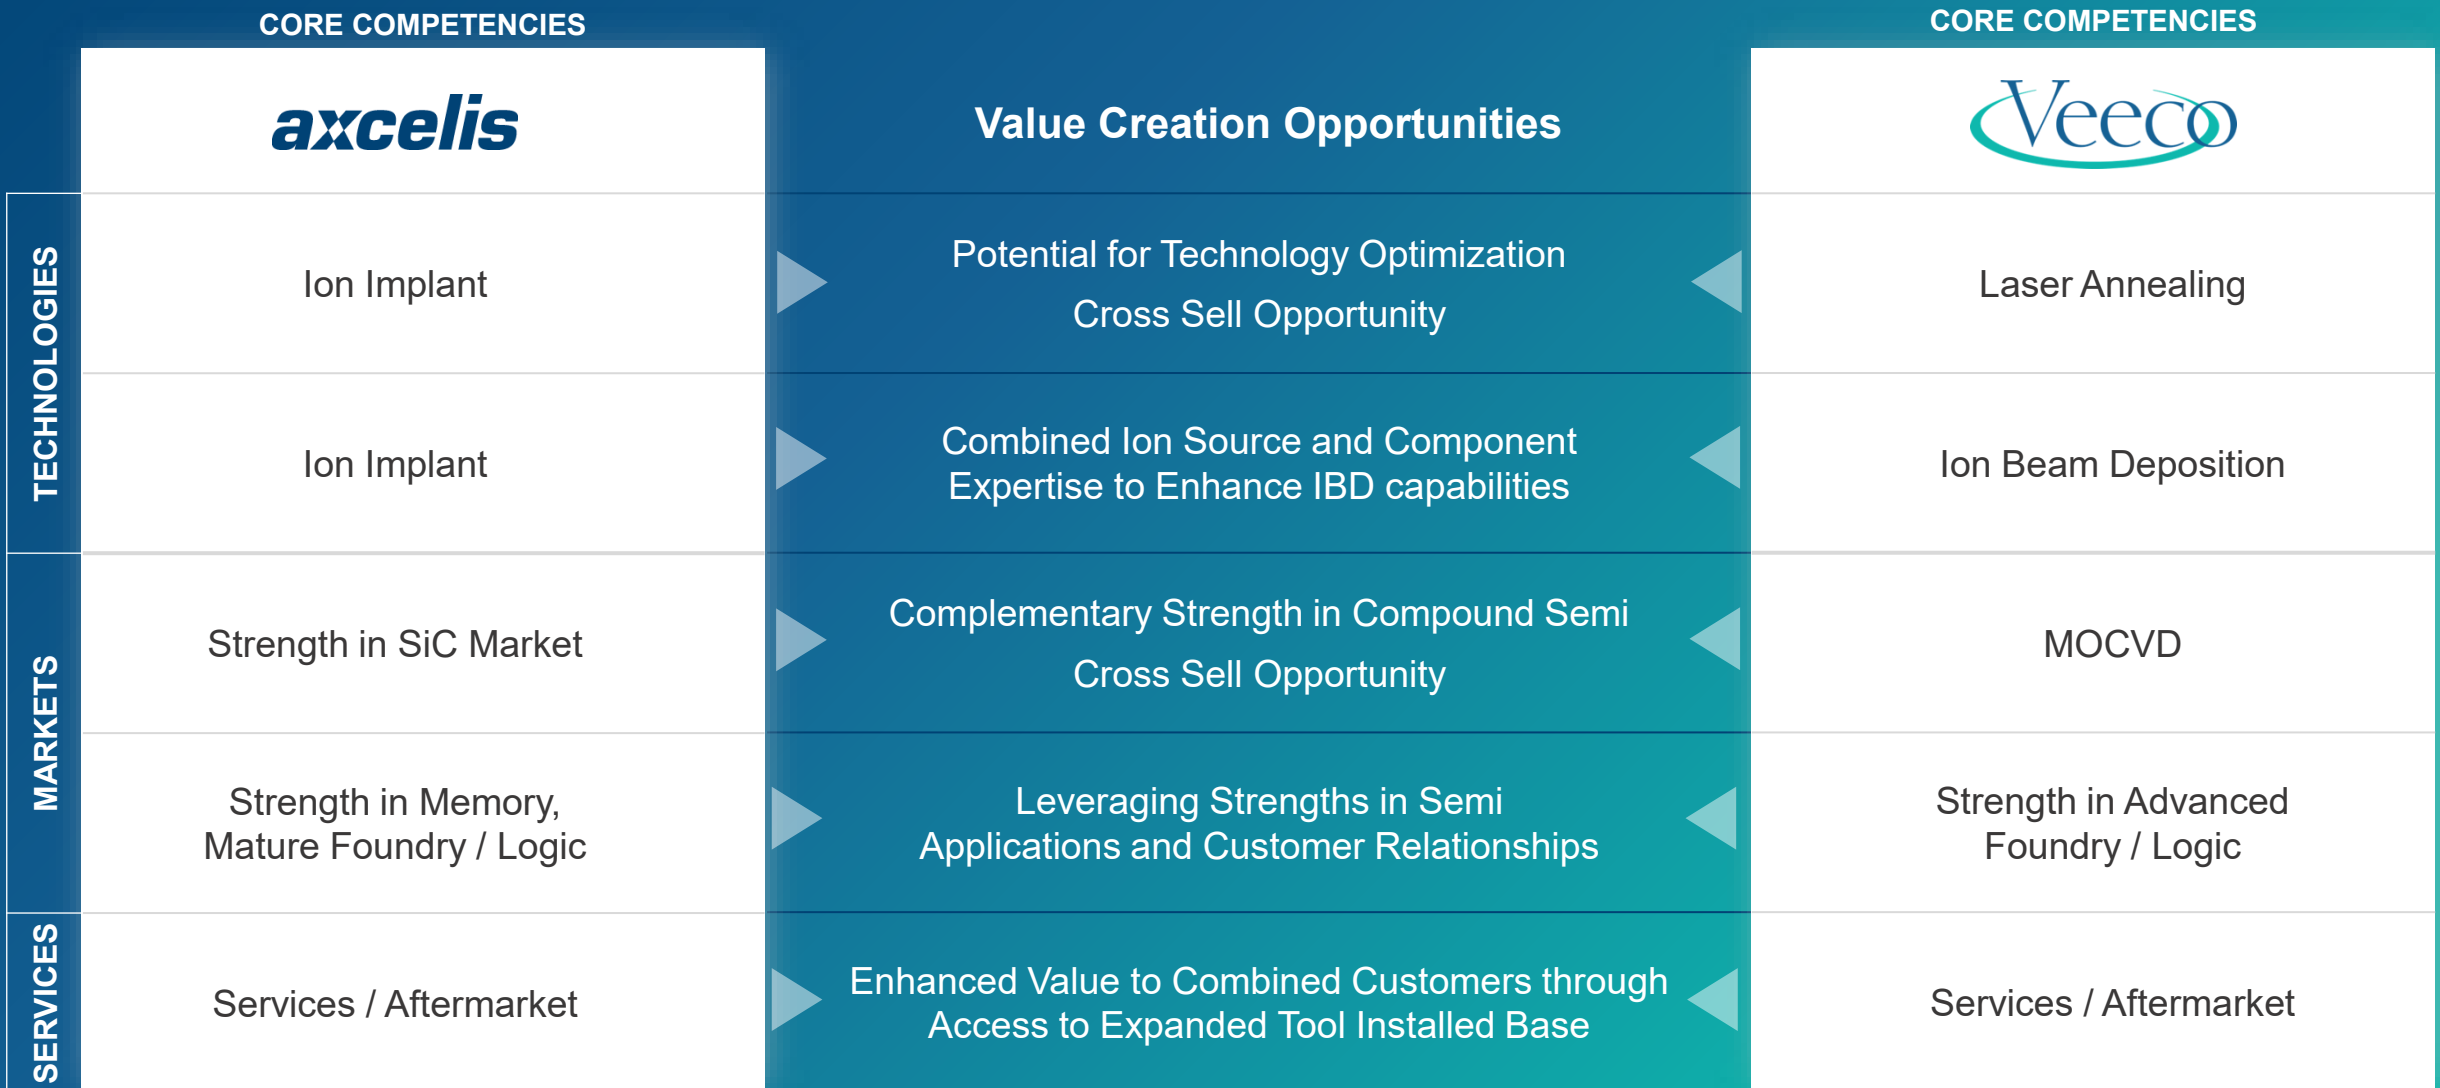 CORE COMPETENCIES
CORE COMPETENCIES
axcelis
Value Creation Opportunities
Veeco
TECHNOLOGIES
Ion Implant
Potential for Technology Optimization
Cross Sell Opportunity
Laser Annealing
Ion Implant
Combined Ion Source and Component
Expertise to Enhance IBD capabilities
Ion Beam Deposition
MARKETS
Strength in SiC Market
Complementary Strength in Compound Semi
Cross Sell Opportunity
MOCVD
Strength in Memory,
Mature Foundry / Logic
Leveraging Strengths in Semi
Applications and Customer Relationships
Strength in Advanced
Foundry / Logic
SERVICES
Services / Aftermarket
Enhanced Value to Combined Customers through
Access to Expanded Tool Installed Base
Services / Aftermarket